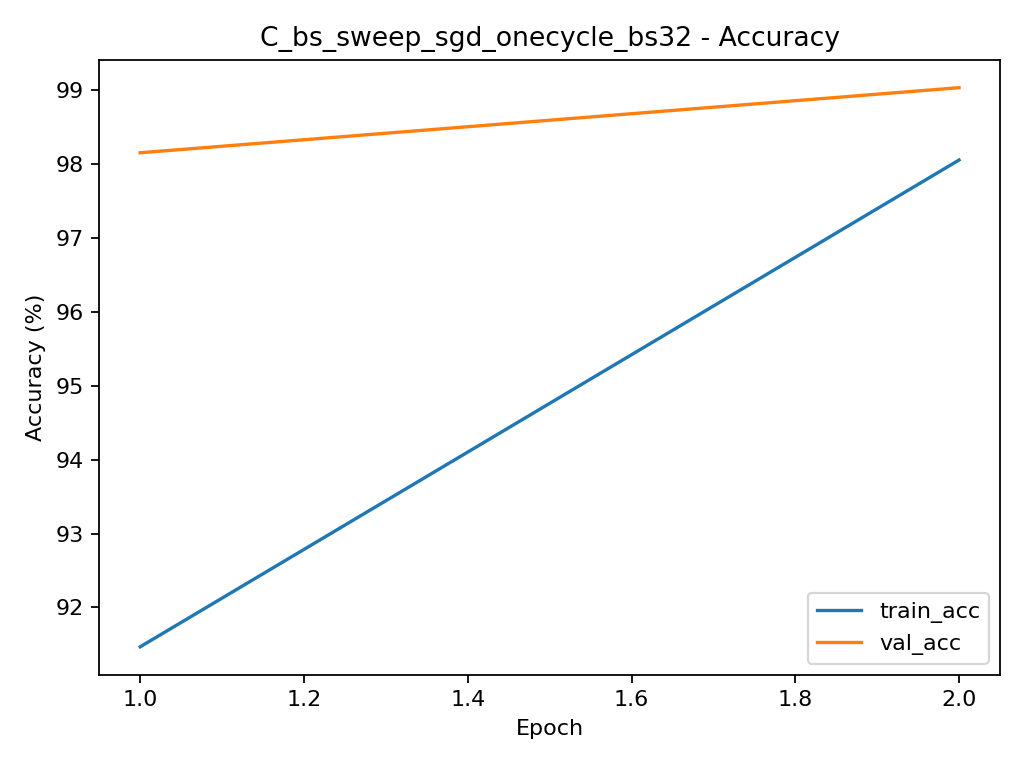 C_bs_sweep_sgd_onecycle_bs32 - Accuracy
Accuracy (%)
99
98
97
96
95
94
93
92
train_acc
val_acc
1.0 1.2 1.4 1.6 1.8 2.0
Epoch